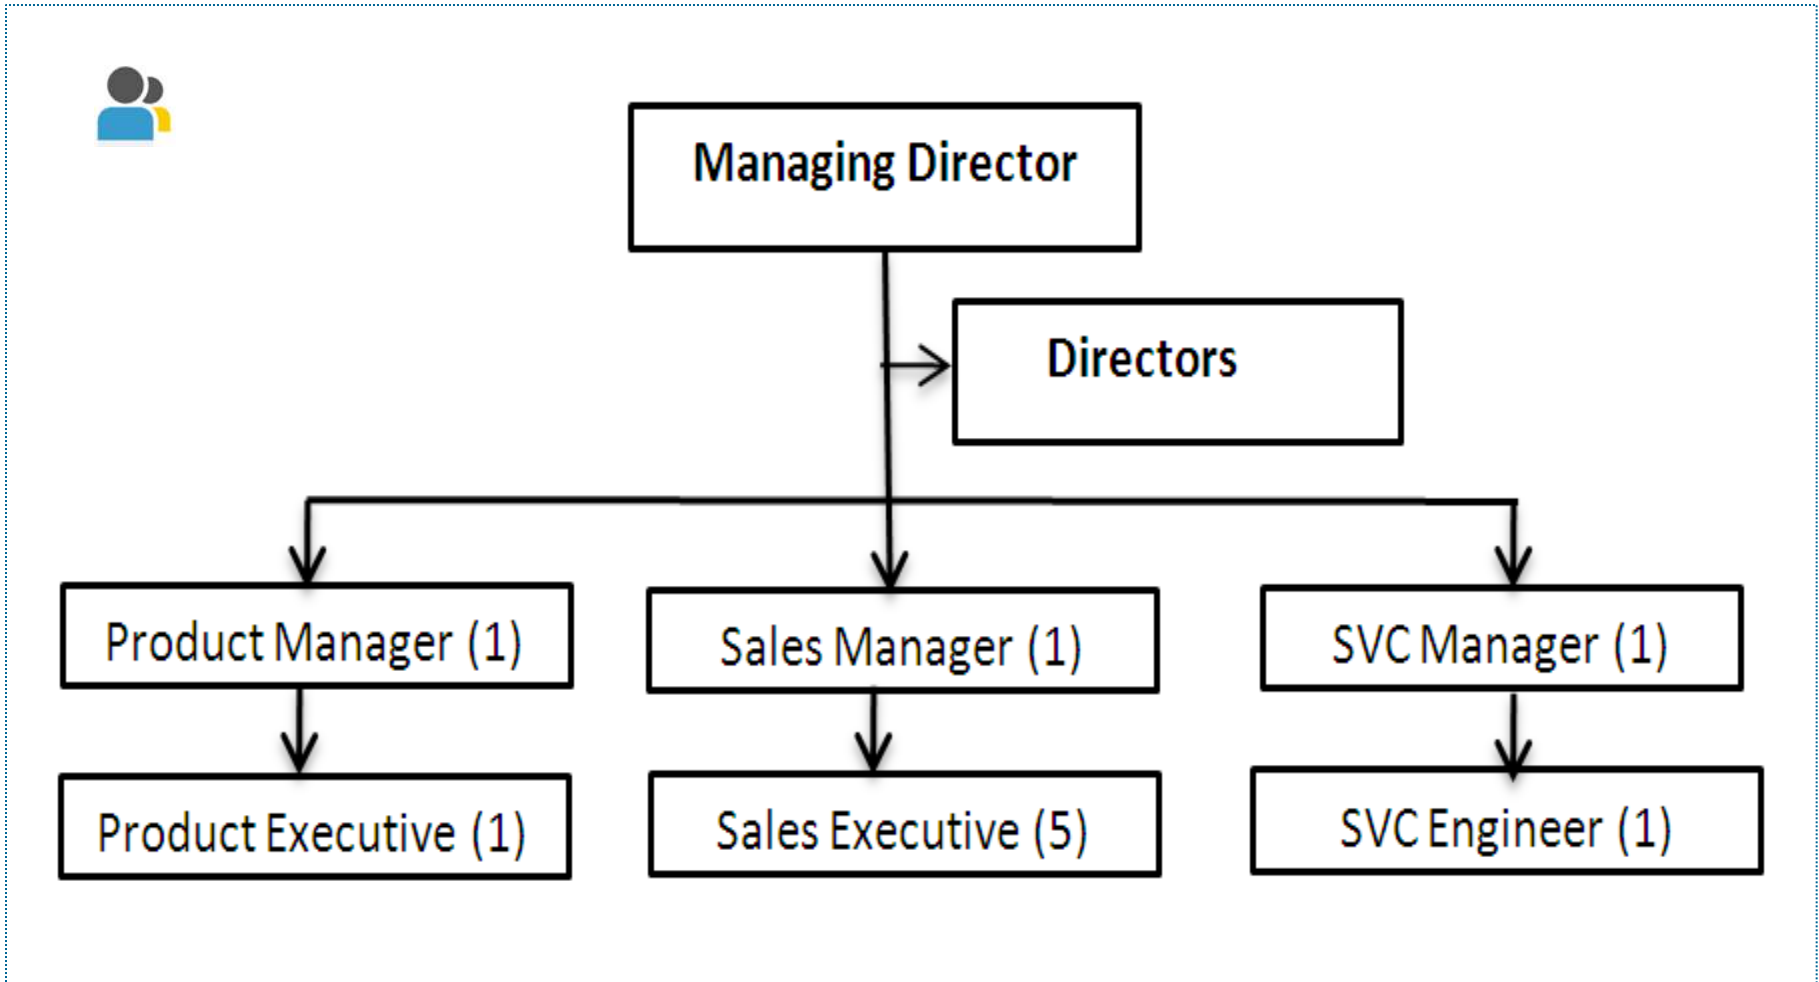 Managing Director
Directors
Product Manager (1)
Sales Manager (1)
SVC Manager (1)
Product Executive (1)
Sales Executive (5)
SVC Engineer (1)